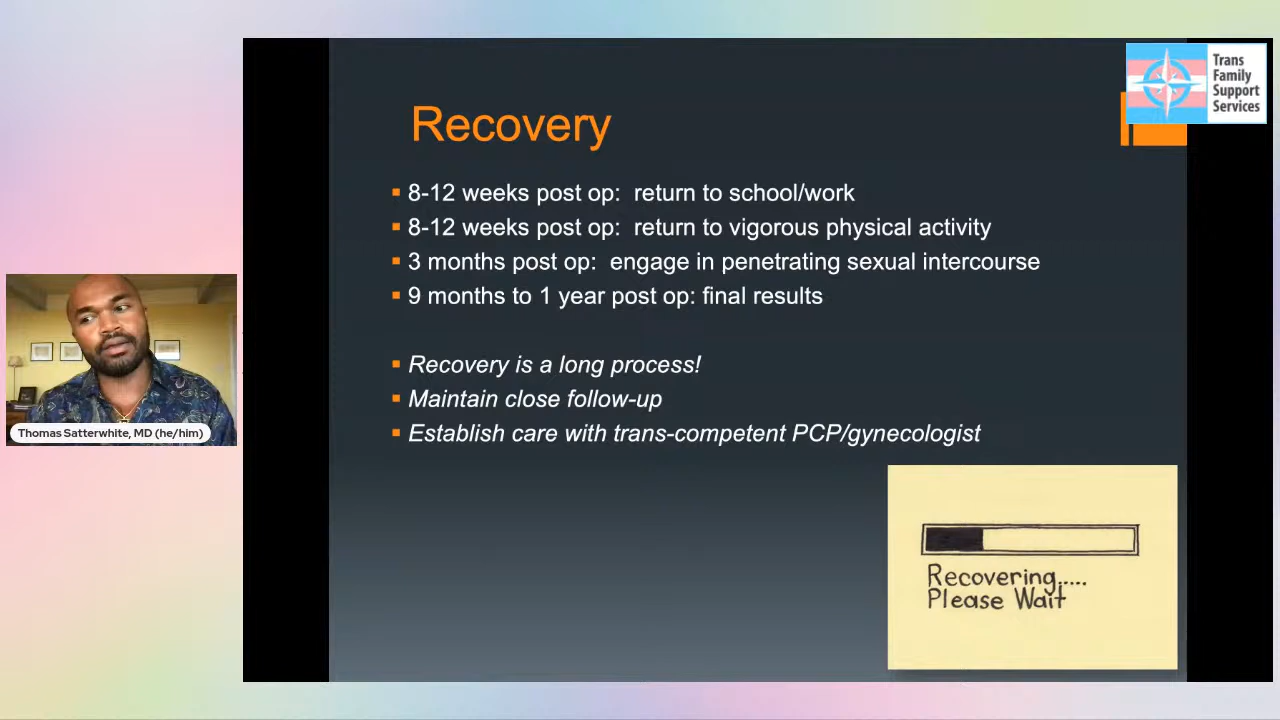 Trans
Family
Support
Services
Recovery
8-12 weeks post op: return to school/work
8-12 weeks post op: return to vigorous physical activity
3 months post op: engage in penetrating sexual intercourse
9 months to 1 year post op: final results
Recovery is a long process!
Maintain close follow-up
Establish care with trans-competent PCP/gynecologist
Thomas Satterwhite, MD (he/him)
Recovering.....
Please Wait